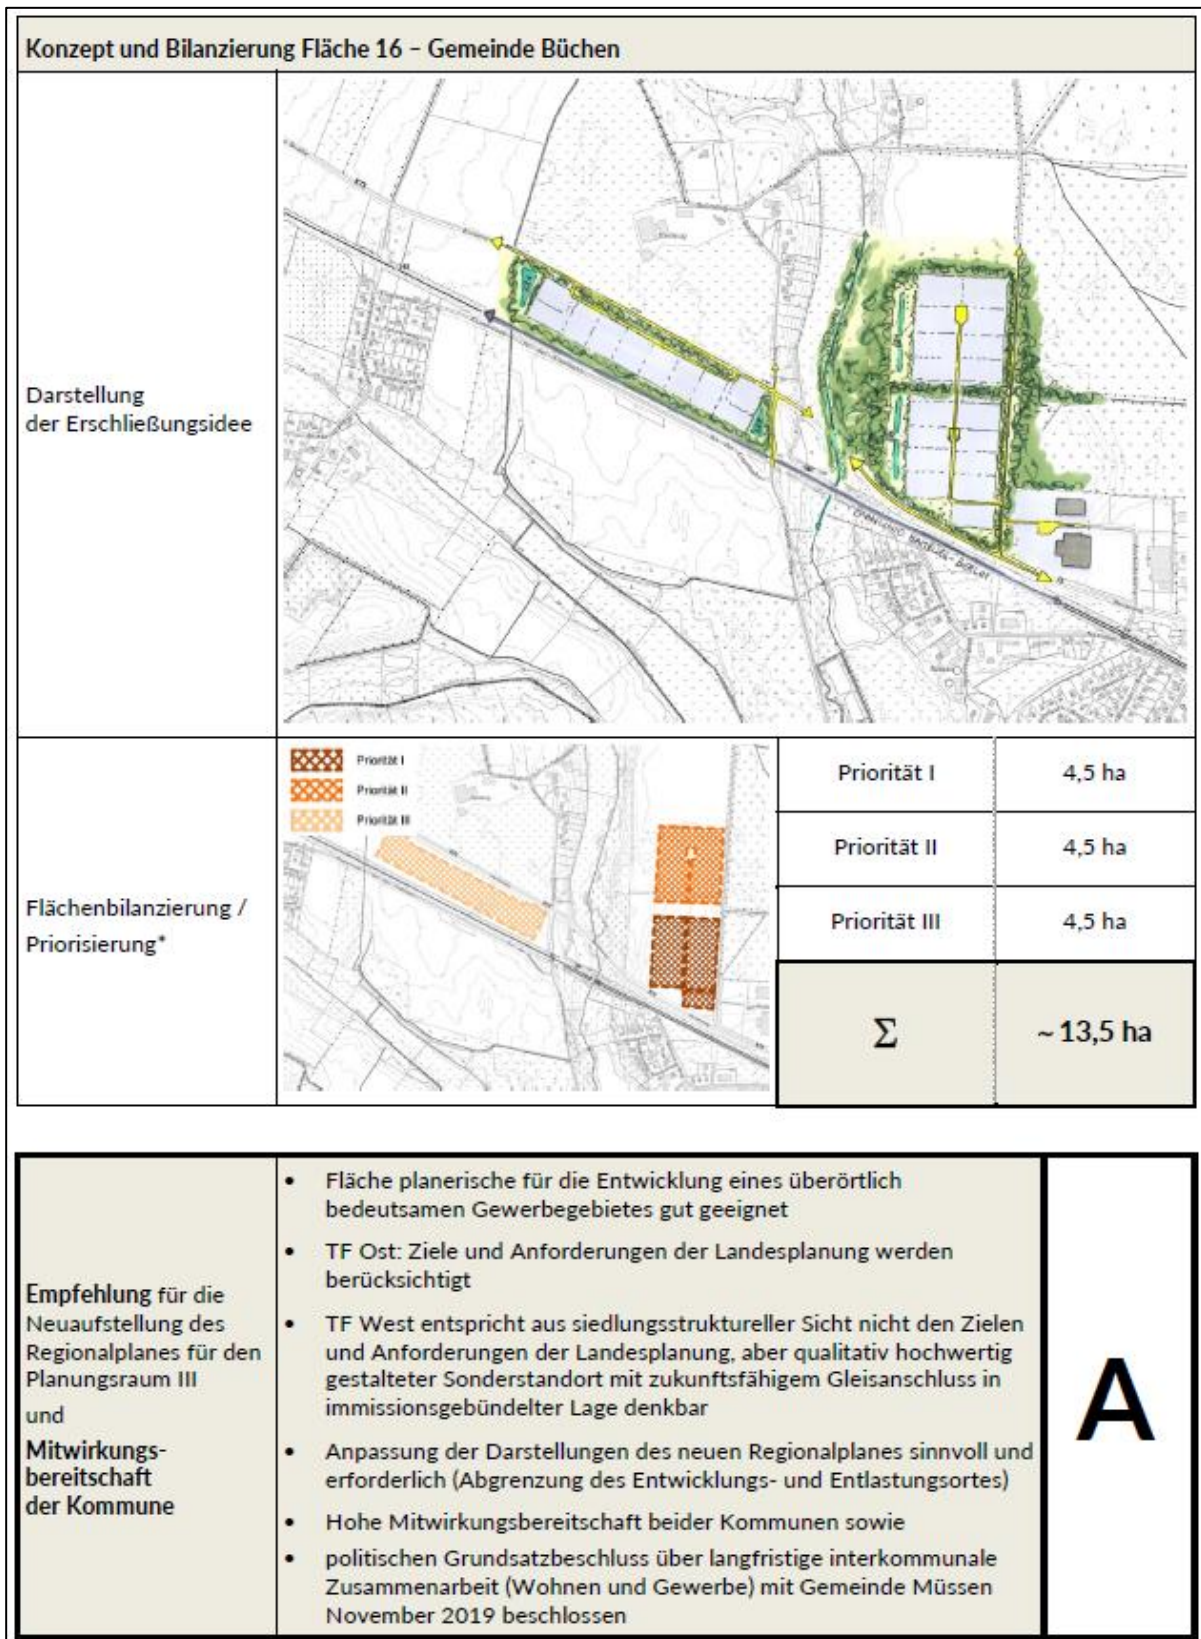 Konzept und Bilanzierung Fläche 16 – Gemeinde Büchen
Darstellung
der Erschließungsidee
BAHNLINIE HAMBURG - BERLIN
Flächenbilanzierung /
Priorisierung*
Priorität I
Priorität II
Priorität III
Priorität I 4,5 ha
Priorität II 4,5 ha
Priorität III 4,5 ha
Σ ~ 13,5 ha
Empfehlung für die
Neuaufstellung des
Regionalplanes für den
Planungsraum III
und
Mitwirkungs-
bereitschaft
der Kommune
• Fläche planerische für die Entwicklung eines überörtlich
bedeutsamen Gewerbegebietes gut geeignet
• TF Ost: Ziele und Anforderungen der Landesplanung werden
berücksichtigt
• TF West entspricht aus siedlungsstruktureller Sicht nicht den Zielen
und Anforderungen der Landesplanung, aber qualitativ hochwertig
gestalteter Sonderstandort mit zukunftsfähigem Gleisanschluss in
immissionsgebündelter Lage denkbar
• Anpassung der Darstellungen des neuen Regionalplanes sinnvoll und
erforderlich (Abgrenzung des Entwicklungs- und Entlastungsortes)
• Hohe Mitwirkungsbereitschaft beider Kommunen sowie
• politischen Grundsatzbeschluss über langfristige interkommunale
Zusammenarbeit (Wohnen und Gewerbe) mit Gemeinde Müssen
November 2019 beschlossen
A